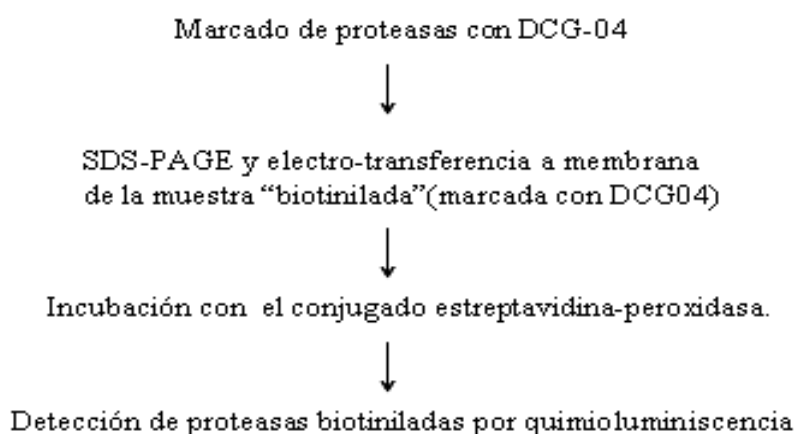 Marcado de proteasas con DCG-04
SDS-PAGE y electro-transferencia a membrana
de la muestra “biotinilada”(marcada con DCG04)
Incubación con el conjugado estreptavidina-peroxidasa.
Detección de proteasas biotiniladas por quimioluminiscencia